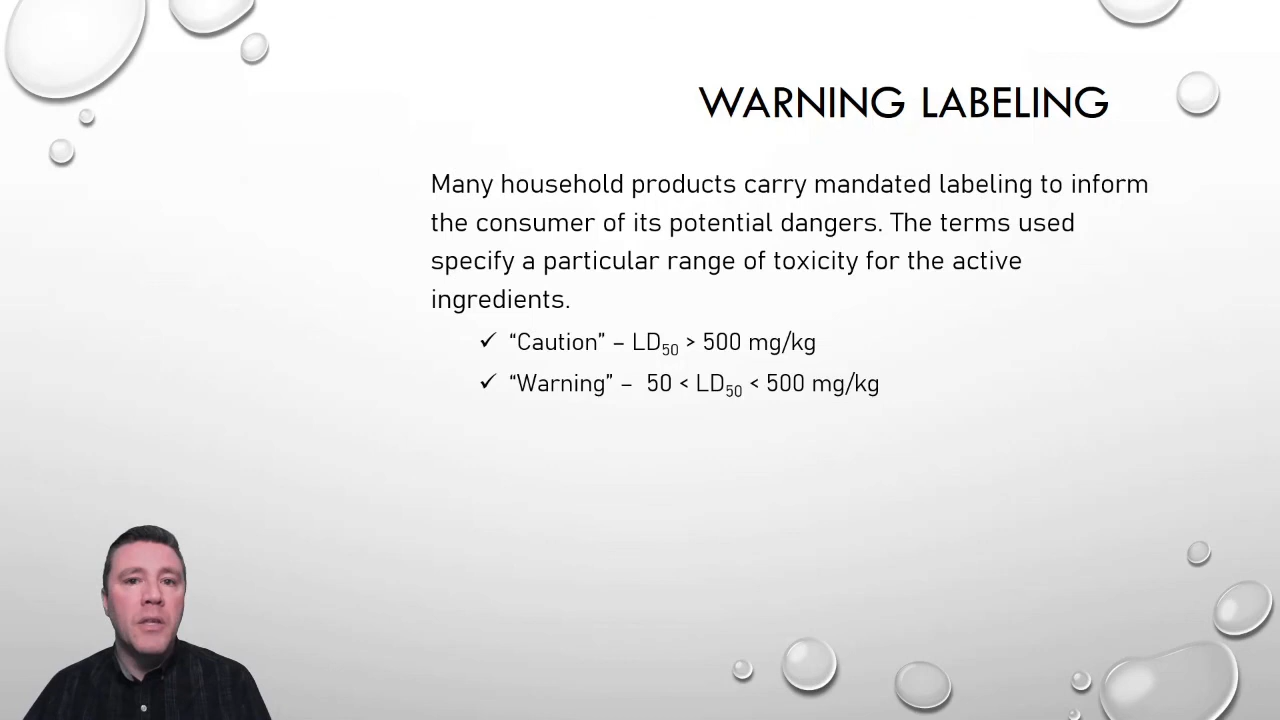 WARNING LABELING
Many household products carry mandated labeling to inform
the consumer of its potential dangers. The terms used
specify a particular range of toxicity for the active
ingredients.
✓ “Caution” – LD₅₀ > 500 mg/kg
✓ “Warning” – 50 < LD₅₀ < 500 mg/kg